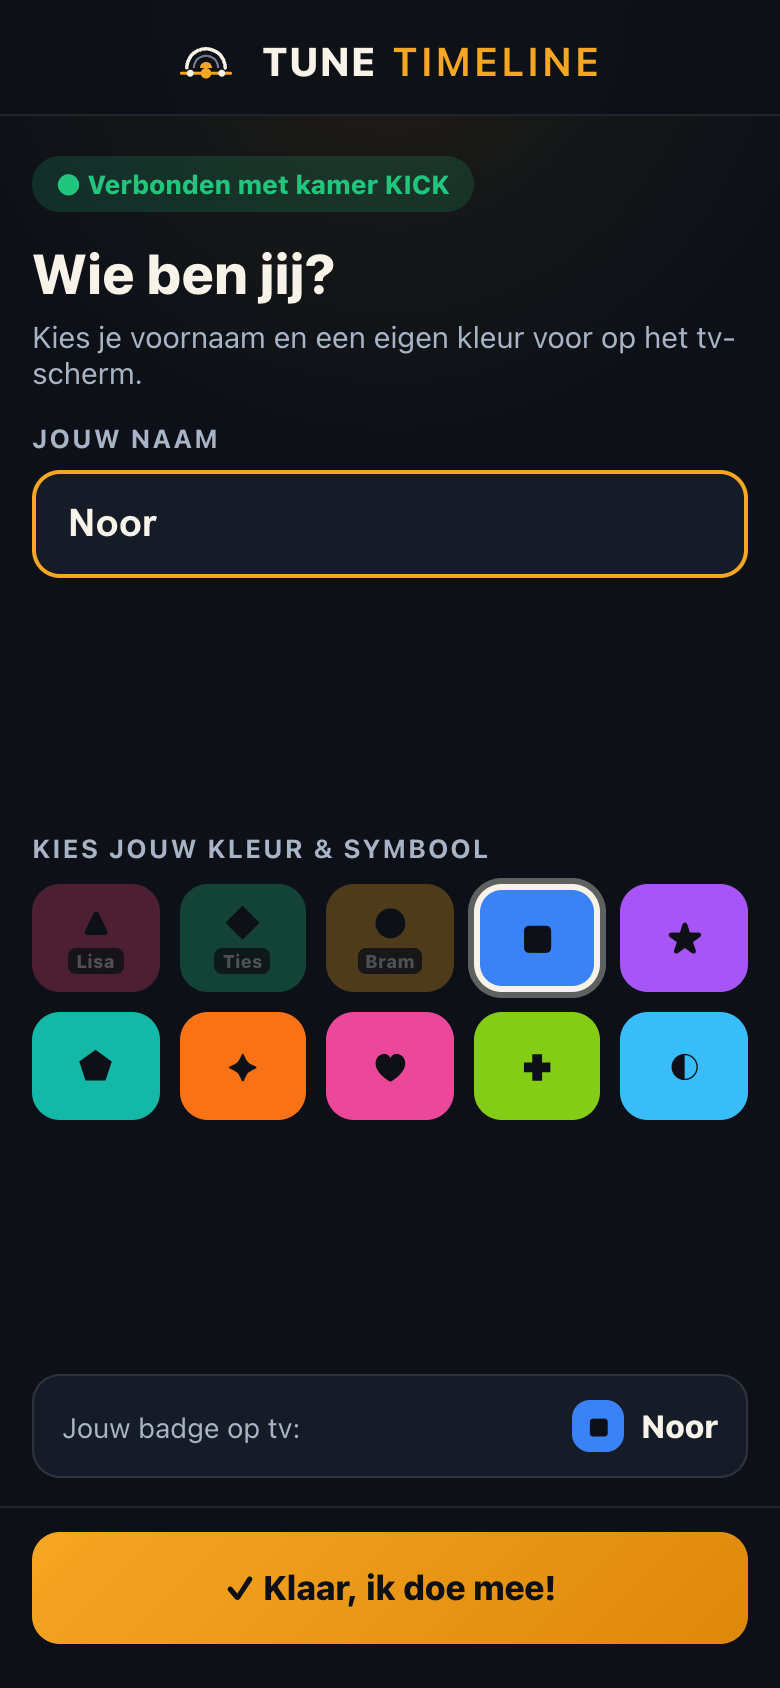 TUNE TIMELINE
Verbonden met kamer KICK
Wie ben jij?
Kies je voornaam en een eigen kleur voor op het tv-
scherm.
JOUW NAAM
Noor
KIES JOUW KLEUR & SYMBOOL
Lisa
Ties
Bram
Jouw badge op tv:
Noor
✓ Klaar, ik doe mee!